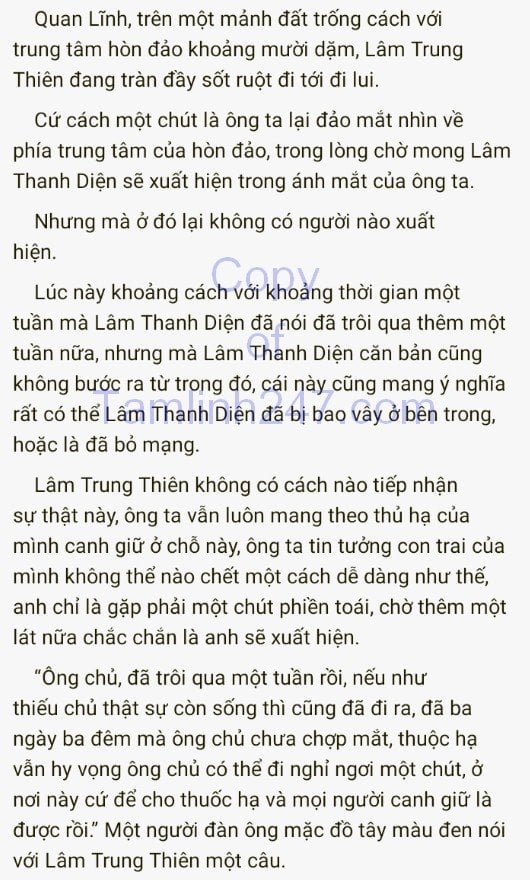 Quan Lĩnh, trên một mảnh đất trống cách với
trung tâm hòn đảo khoảng mười dặm, Lâm Trung
Thiên đang tràn đầy sốt ruột đi tới đi lui.
Cứ cách một chút là ông ta lại đảo mắt nhìn về
phía trung tâm của hòn đảo, trong lòng chờ mong Lâm
Thanh Diện sẽ xuất hiện trong ánh mắt của ông ta.
Nhưng mà ở đó lại không có người nào xuất
hiện.
Copy
of
Tamlinh247.com
Lúc này khoảng cách với khoảng thời gian một
tuần mà Lâm Thanh Diện đã nói đã trôi qua thêm một
tuần nữa, nhưng mà Lâm Thanh Diện căn bản cũng
không bước ra từ trong đó, cái này cũng mang ý nghĩa
rất có thể Lâm Thanh Diện đã bị bao vây ở bên trong,
hoặc là đã bỏ mạng.
Lâm Trung Thiên không có cách nào tiếp nhận
sự thật này, ông ta vẫn luôn mang theo thủ hạ của
mình canh giữ ở chỗ này, ông ta tin tưởng con trai của
mình không thể nào chết một cách dễ dàng như thế,
anh chỉ là gặp phải một chút phiền toái, chờ thêm một
lát nữa chắc chắn là anh sẽ xuất hiện.
“Ông chủ, đã trôi qua một tuần rồi, nếu như
thiếu chủ thật sự còn sống thì cũng đã đi ra, đã ba
ngày ba đêm mà ông chủ chưa chợp mắt, thuộc hạ
vẫn hy vọng ông chủ có thể đi nghỉ ngơi một chút, ở
nơi này cứ để cho thuốc hạ và mọi người canh giữ là
được rồi.” Một người đàn ông mặc đồ tây màu đen nói
với Lâm Trung Thiên một câu.